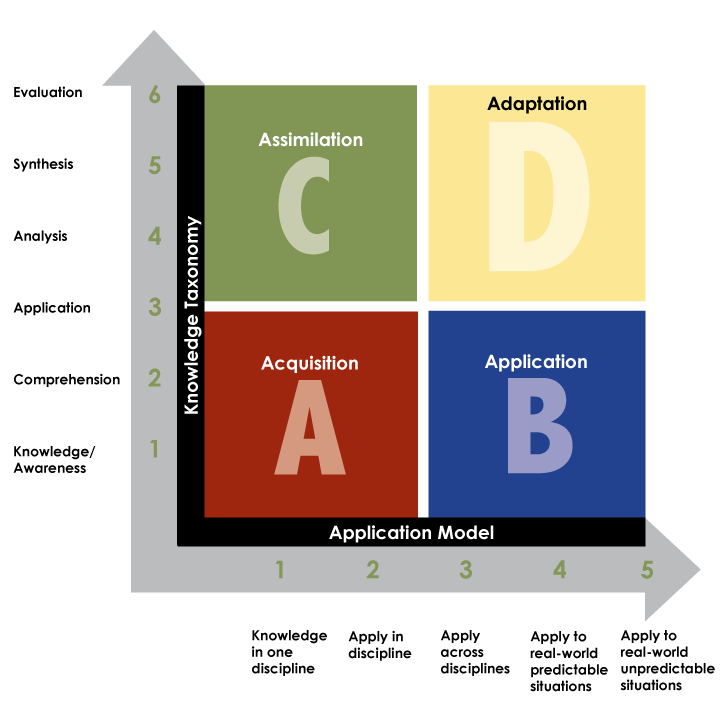 Evaluation 6
Synthesis 5
Analysis 4
Application 3
Comprehension 2
Knowledge/ 1
Awareness
Knowledge Taxonomy
Assimilation
C
Adaptation
D
Acquisition
A
Application
B
Application Model
1 2 3 4 5
Knowledge
in one
discipline
Apply in
discipline
Apply
across
disciplines
Apply to
real-world
predictable
situations
Apply to
real-world
unpredictable
situations